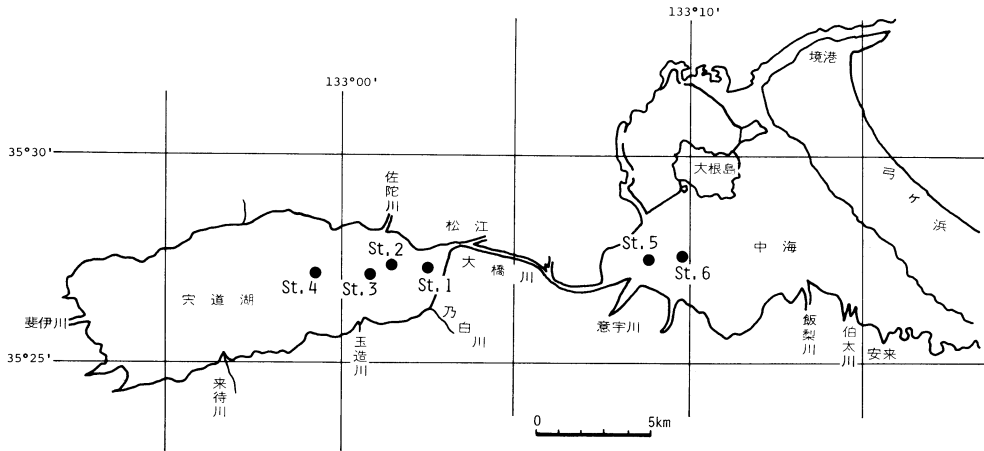 133°10'
境港
133°00'
35°30'
大根島
佐陀川
弓ヶ浜
松江
St.2
St.5
中海
大橋川
St.1
St.6
St.4
St.3
宍道湖
乃白川
斐伊川
意宇川
飯梨川
伯太川
玉造川
安来
35°25'
来待川
0
5km